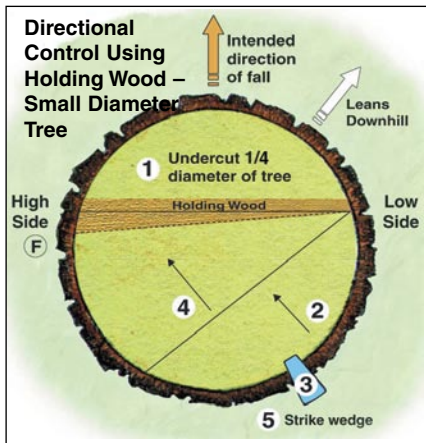 Directional
Control Using
Holding Wood –
Small Diameter
Tree
Intended
direction
of fall
Leans
Downhill
1 Undercut 1/4
diameter of tree
High
Side
F
Holding Wood
Low
Side
4
2
3
5 Strike wedge